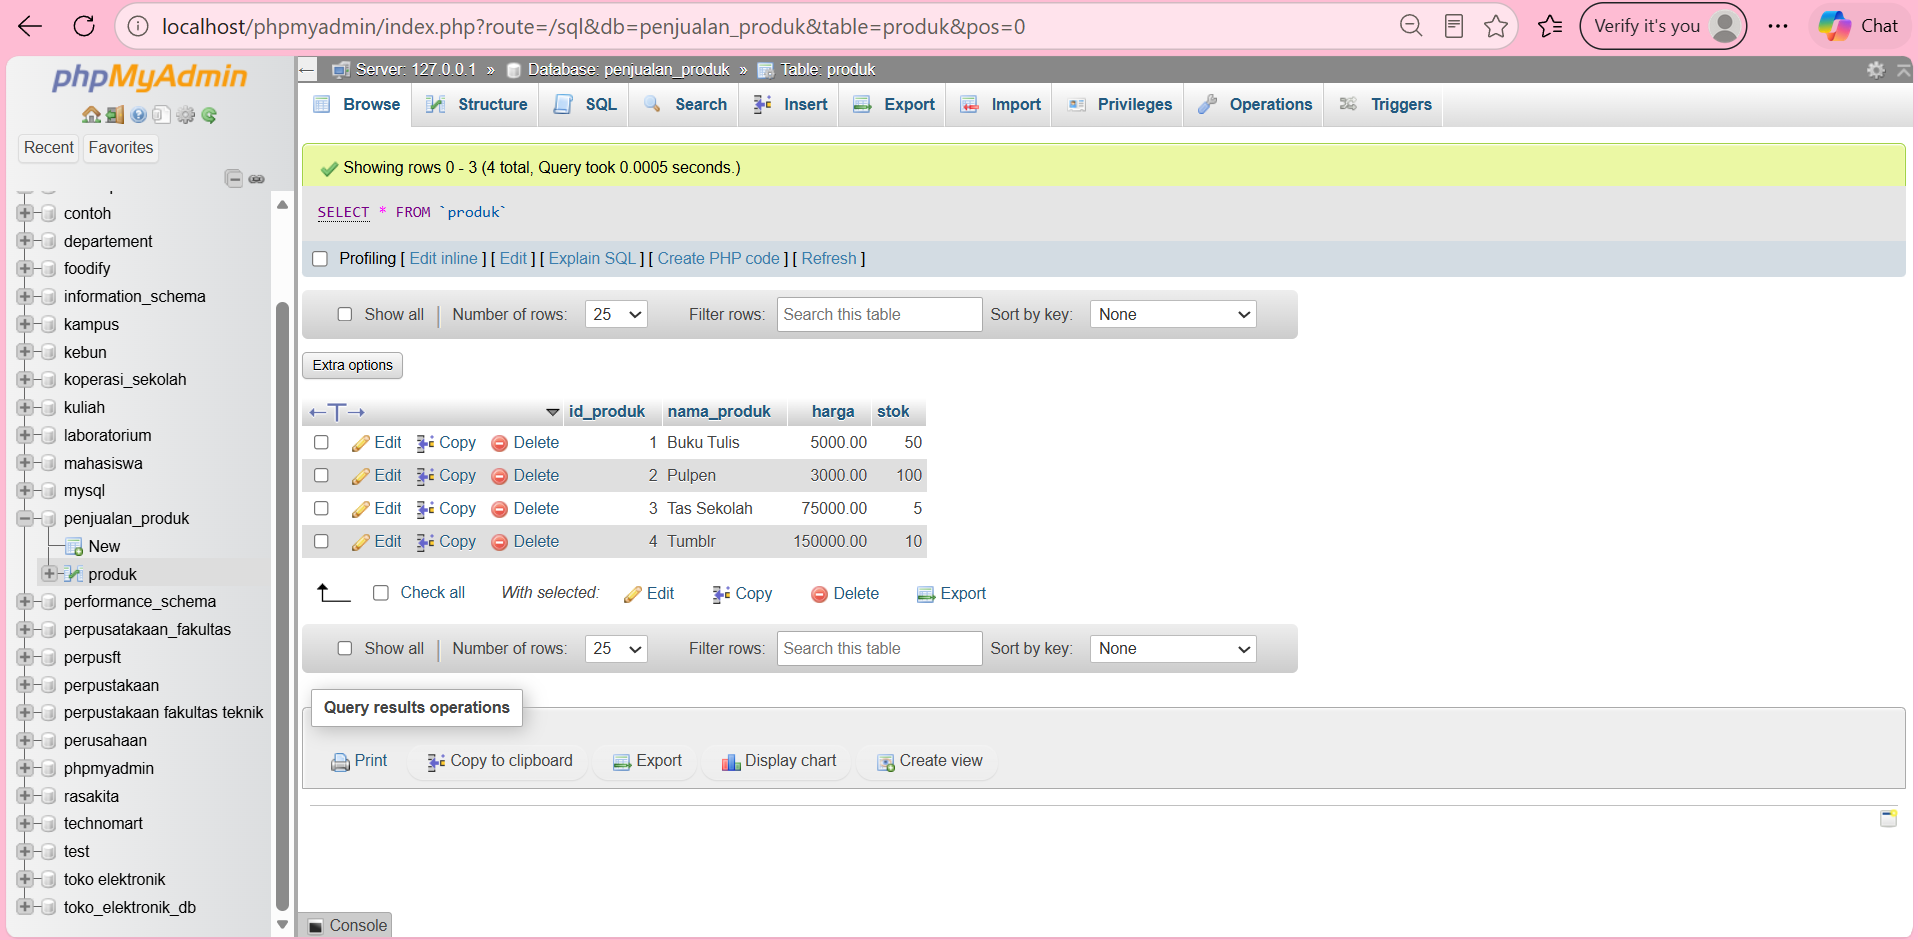 localhost/phpmyadmin/index.php?route=/sql&db=penjualan_produk&table=produk&pos=0
Verify it's you
Chat
phpMyAdmin
Recent Favorites
contoh
departement
foodify
information_schema
kampus
kebun
koperasi_sekolah
kuliah
laboratorium
mahasiswa
mysql
penjualan_produk
New
produk
performance_schema
perpusatakaan_fakultas
perpusft
perpustakaan
perpustakaan fakultas teknik
perusahaan
phpmyadmin
rasakita
technomart
test
toko elektronik
toko_elektronik_db
Server: 127.0.0.1 » Database: penjualan_produk » Table: produk
Browse Structure SQL Search Insert Export Import Privileges Operations Triggers
Showing rows 0 - 3 (4 total, Query took 0.0005 seconds.)
SELECT * FROM `produk`
Profiling [ Edit inline ] [ Edit ] [ Explain SQL ] [ Create PHP code ] [ Refresh ]
Show all | Number of rows: 25 Filter rows: Search this table Sort by key: None
Extra options
←T→ id_produk nama_produk harga stok
Edit Copy Delete 1 Buku Tulis 5000.00 50
Edit Copy Delete 2 Pulpen 3000.00 100
Edit Copy Delete 3 Tas Sekolah 75000.00 5
Edit Copy Delete 4 Tumblr 150000.00 10
Check all With selected: Edit Copy Delete Export
Show all | Number of rows: 25 Filter rows: Search this table Sort by key: None
Query results operations
Print Copy to clipboard Export Display chart Create view
Console